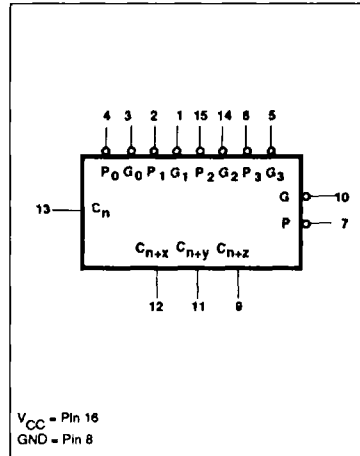 4 3 2 1 15 14 6 5
P0 G0 P1 G1 P2 G2 P3 G3
G 10
13 Cn
P 7
Cn+x Cn+y Cn+z
12 11 9
VCC = Pin 16
GND = Pin 8